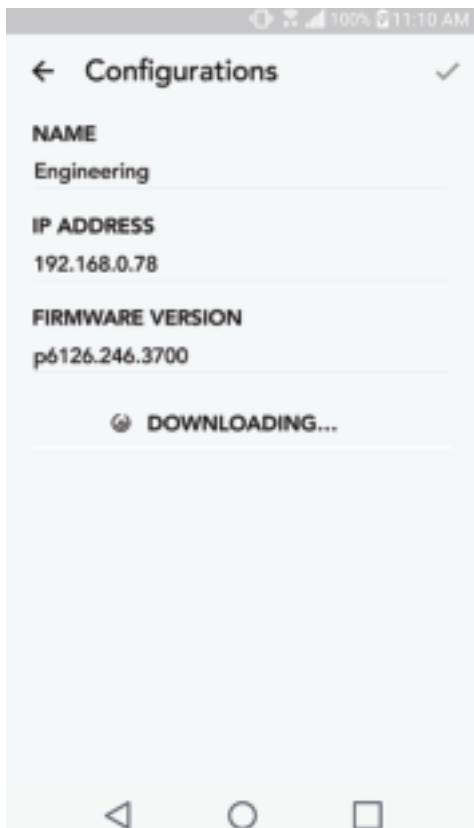 100% 11:10 AM
Configurations
NAME
Engineering
IP ADDRESS
192.168.0.78
FIRMWARE VERSION
p6126.246.3700
DOWNLOADING...